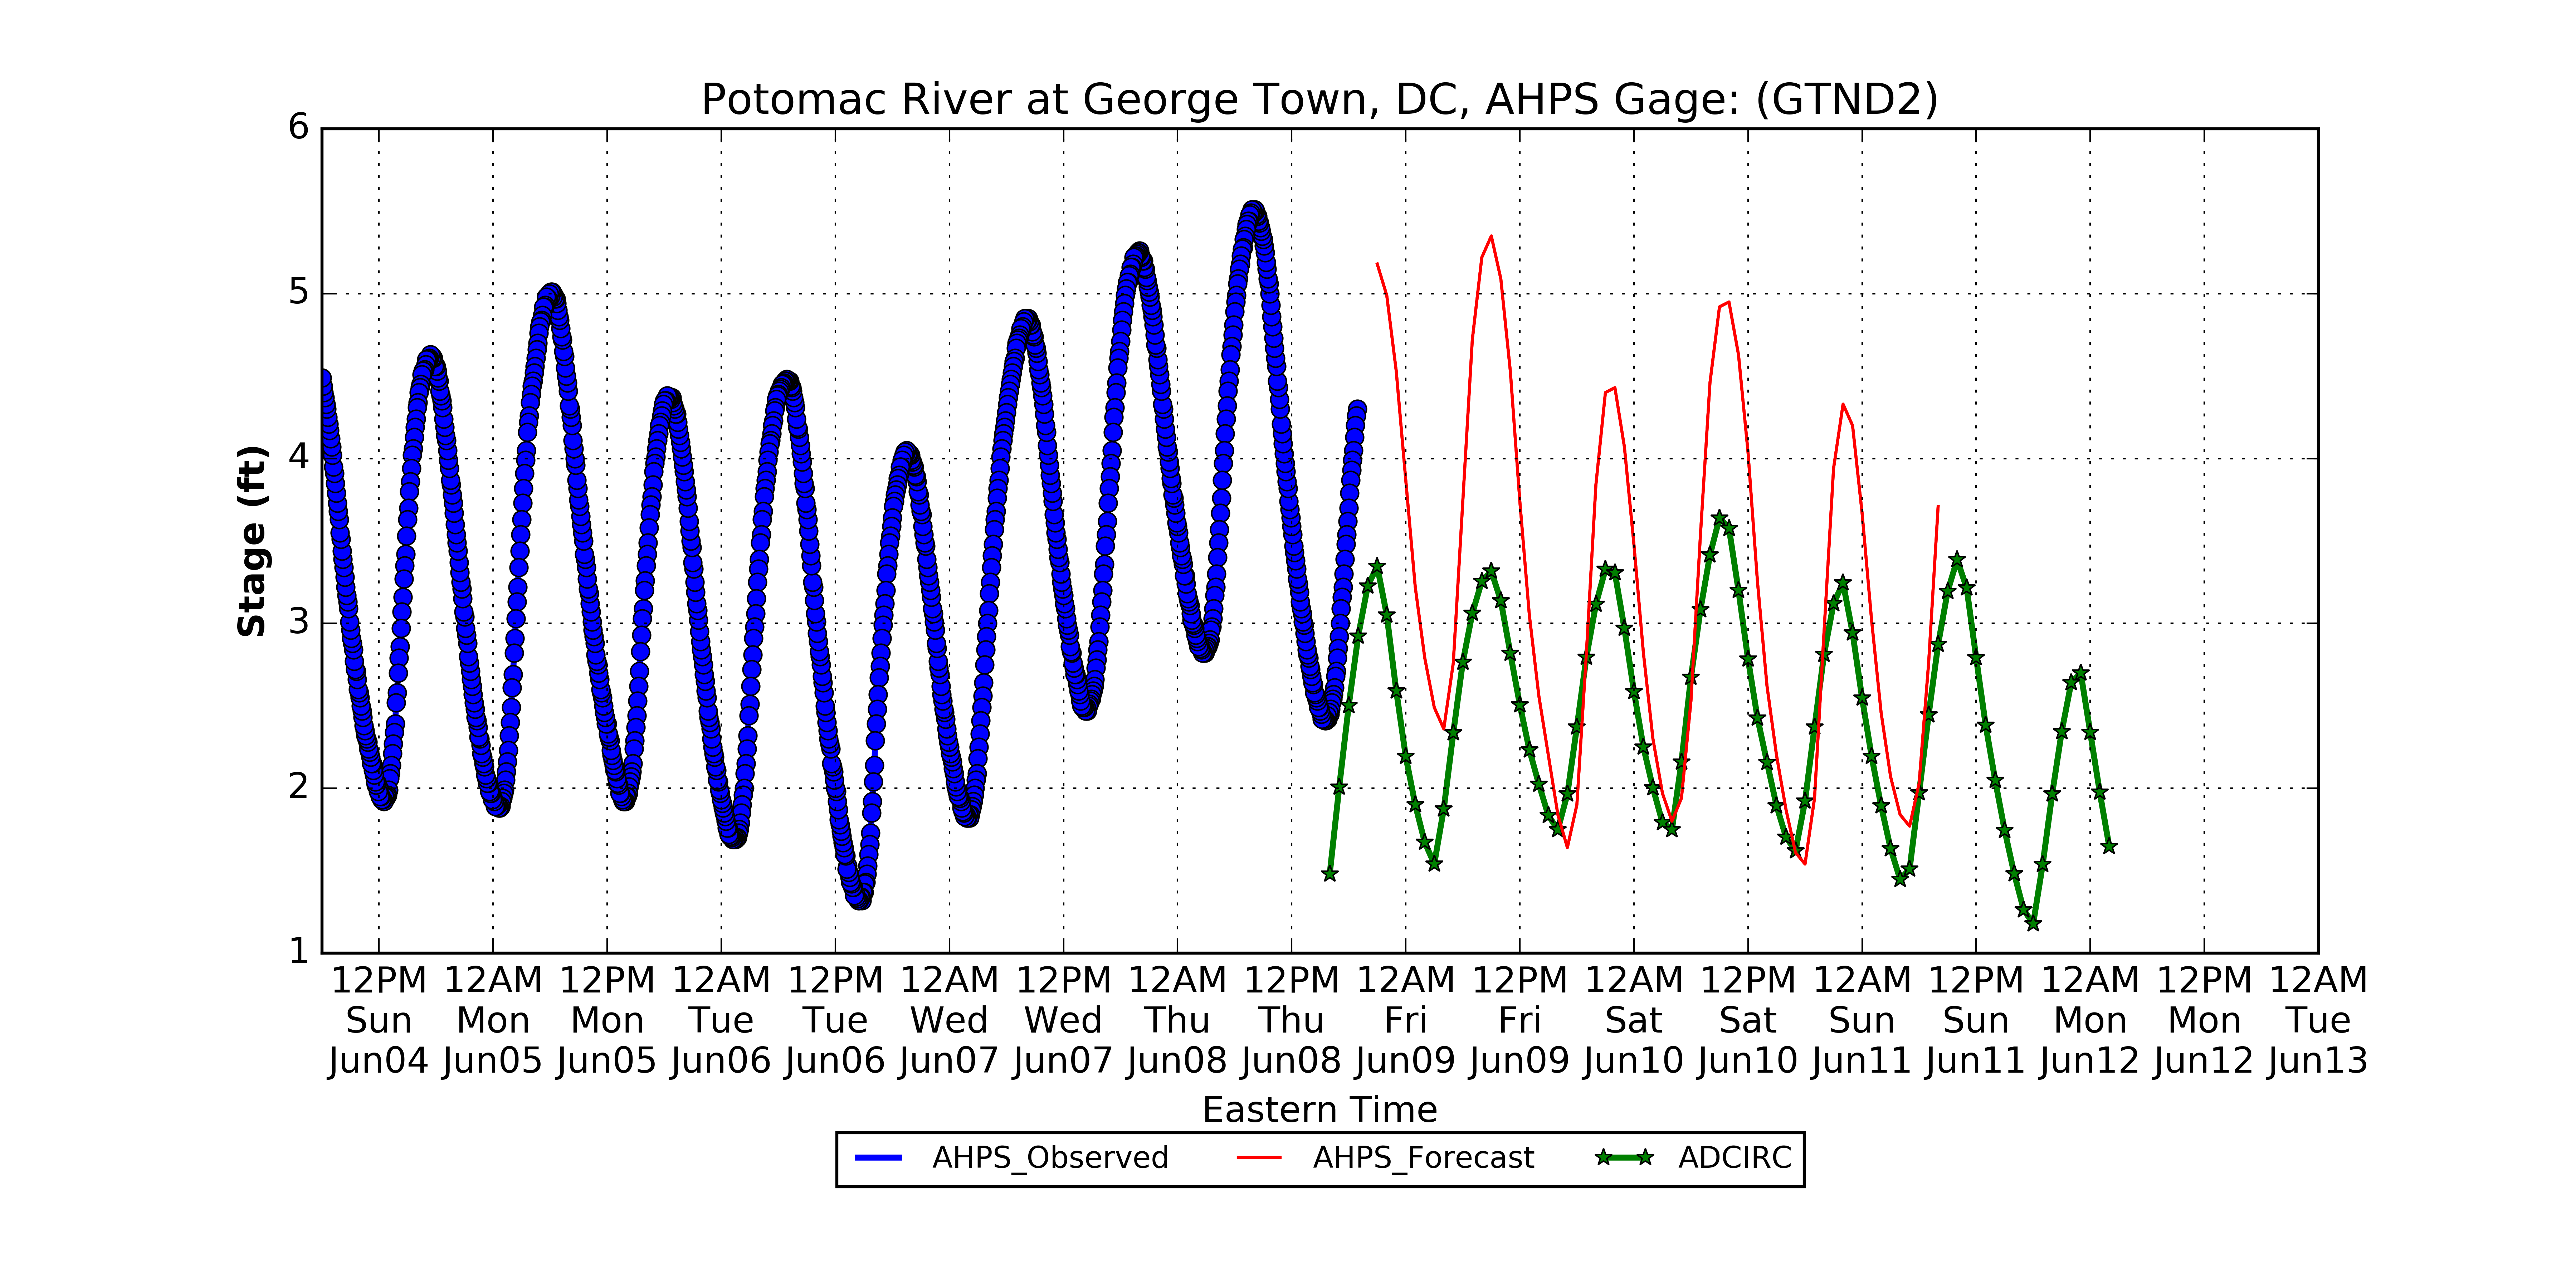 Potomac River at George Town, DC, AHPS Gage: (GTND2)
6
5
4
3
2
1
Stage (ft)
12PM 12AM 12PM 12AM 12PM 12AM 12PM 12AM 12PM 12AM 12PM 12AM 12PM 12AM 12PM 12AM 12PM 12AM
Sun Mon Mon Tue Tue Wed Wed Thu Thu Fri Fri Sat Sat Sun Sun Mon Mon Tue
Jun04 Jun05 Jun05 Jun06 Jun06 Jun07 Jun07 Jun08 Jun08 Jun09 Jun09 Jun10 Jun10 Jun11 Jun11 Jun12 Jun12 Jun13
Eastern Time
AHPS_Observed AHPS_Forecast ADCIRC